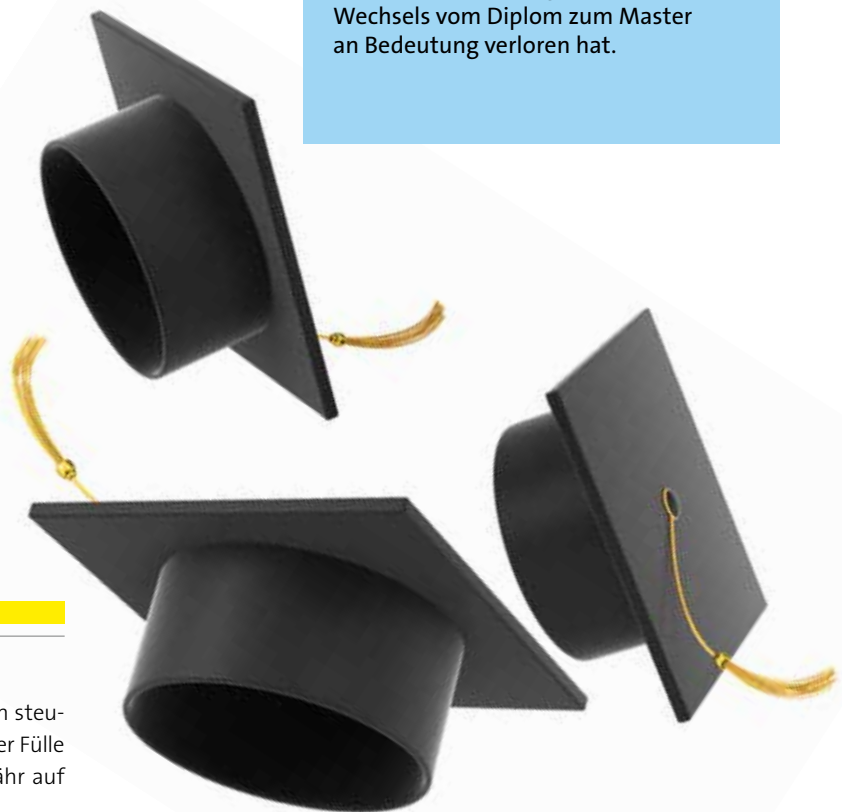 Wechsels vom Diplom zum Master
an Bedeutung verloren hat.
steu-
Fülle
auf